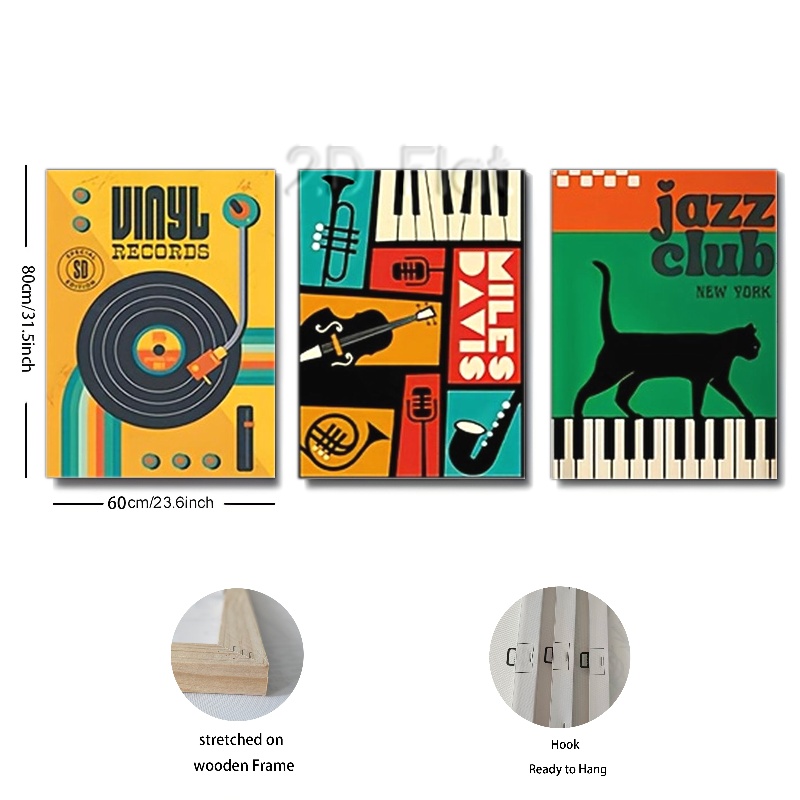 2D Flat
VINYL
RECORDS
SPECIAL
SD
EDITION
MILES
DAVIS
jazz
club
NEW YORK
80cm/31.5inch
60cm/23.6inch
stretched on
wooden Frame
Hook
Ready to Hang